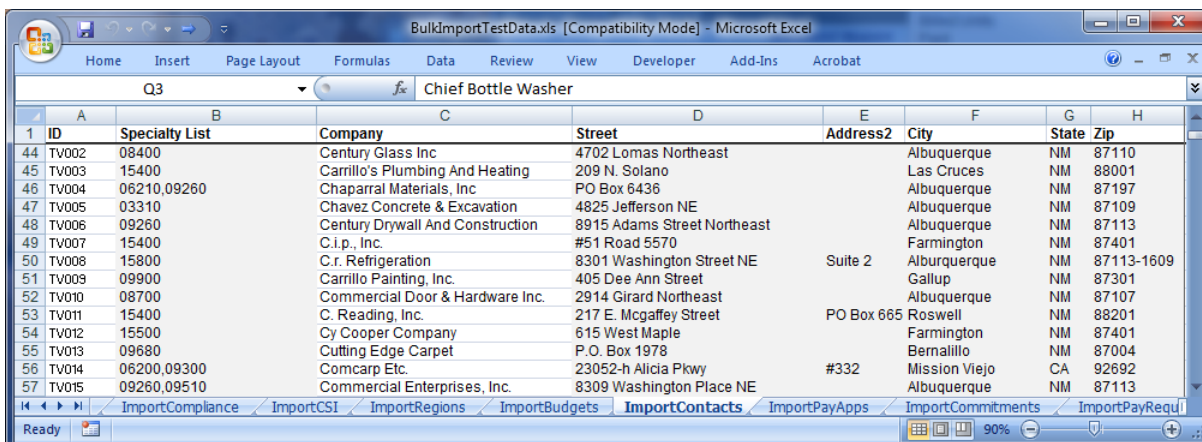 BulkImportTestData.xls [Compatibility Mode] - Microsoft Excel
Home Insert Page Layout Formulas Data Review View Developer Add-Ins Acrobat
Q3 fx Chief Bottle Washer
A B C D E F G H
1 ID Specialty List Company Street Address2 City State Zip
44 TV002 08400 Century Glass Inc 4702 Lomas Northeast Albuquerque NM 87110
45 TV003 15400 Carrillo's Plumbing And Heating 209 N. Solano Las Cruces NM 88001
46 TV004 06210,09260 Chaparral Materials, Inc PO Box 6436 Albuquerque NM 87197
47 TV005 03310 Chavez Concrete & Excavation 4825 Jefferson NE Albuquerque NM 87109
48 TV006 09260 Century Drywall And Construction 8915 Adams Street Northeast Albuquerque NM 87113
49 TV007 15400 C.i.p., Inc. #51 Road 5570 Farmington NM 87401
50 TV008 15800 C.r. Refrigeration 8301 Washington Street NE Suite 2 Alburquerque NM 87113-1609
51 TV009 09900 Carrillo Painting, Inc. 405 Dee Ann Street Gallup NM 87301
52 TV010 08700 Commercial Door & Hardware Inc. 2914 Girard Northeast Albuquerque NM 87107
53 TV011 15400 C. Reading, Inc. 217 E. Mcgaffey Street PO Box 665 Roswell NM 88201
54 TV012 15500 Cy Cooper Company 615 West Maple Farmington NM 87401
55 TV013 09680 Cutting Edge Carpet P.O. Box 1978 Bernalillo NM 87004
56 TV014 06200,09300 Comcarp Etc. 23052-h Alicia Pkwy #332 Mission Viejo CA 92692
57 TV015 09260,09510 Commercial Enterprises, Inc. 8309 Washington Place NE Albuquerque NM 87113
ImportCompliance ImportCSI ImportRegions ImportBudgets ImportContacts ImportPayApps ImportCommitments ImportPayRequi
Ready 90%